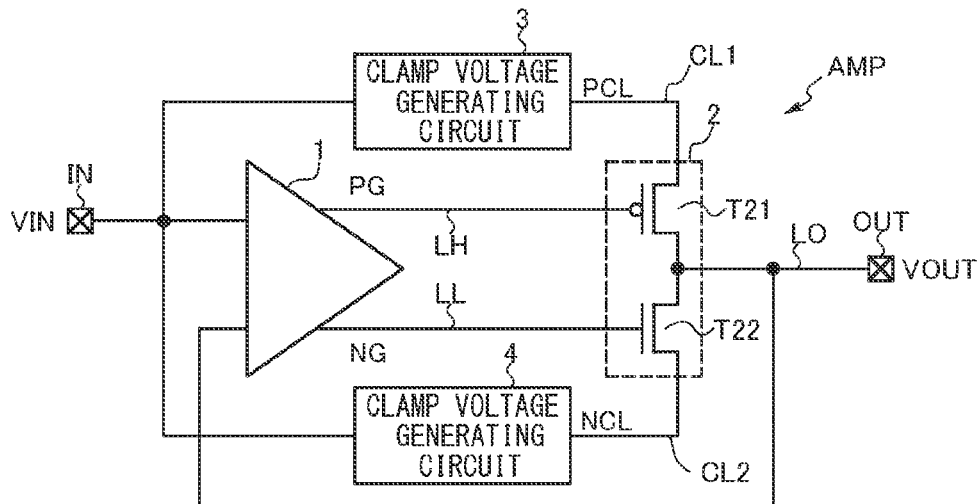 3
CLAMP VOLTAGE
GENERATING
CIRCUIT
PCL
CL1
AMP
2
1
IN
VIN
PG
LH
T21
LO
OUT
VOUT
LL
NG
T22
4
CLAMP VOLTAGE
GENERATING
CIRCUIT
NCL
CL2